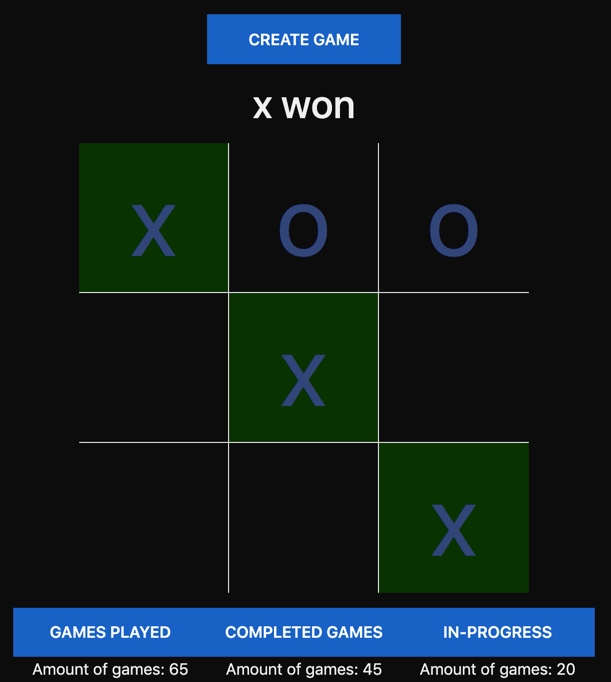 CREATE GAME
x won
X O O
X
X
GAMES PLAYED COMPLETED GAMES IN-PROGRESS
Amount of games: 65 Amount of games: 45 Amount of games: 20